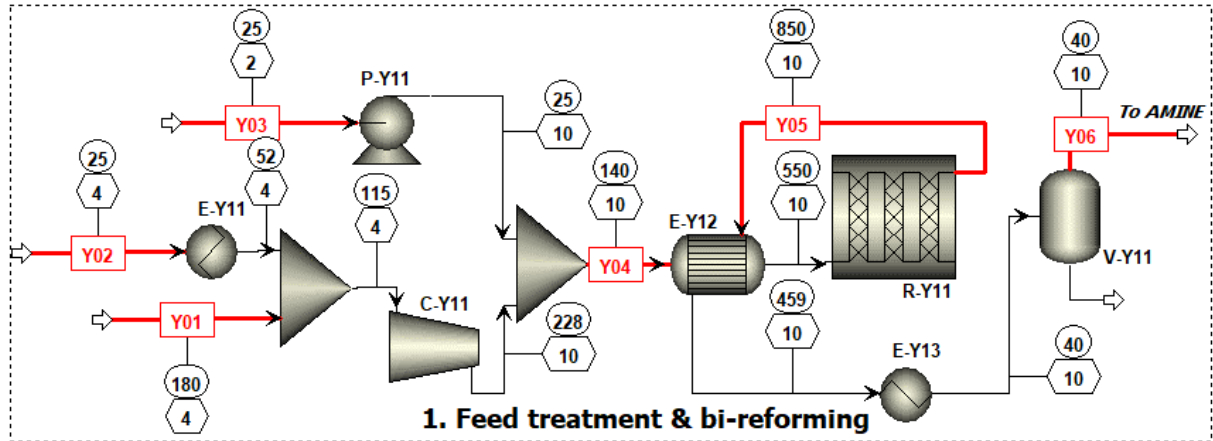 25
2
P-Y11
Y03
25
10
25
4
52
4
E-Y11
Y02
115
4
Y01
180
4
C-Y11
228
10
140
10
Y04
E-Y12
850
10
Y05
550
10
R-Y11
459
10
E-Y13
40
10
40
10
To AMINE
Y06
V-Y11
1. Feed treatment & bi-reforming